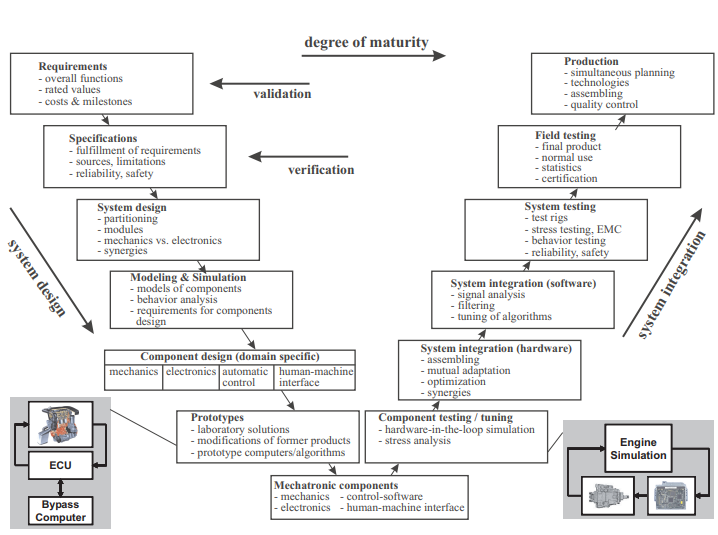 degree of maturity
Requirements
- overall functions
- rated values
- costs & milestones
validation
Production
- simultaneous planning
- technologies
- assembling
- quality control
Specifications
- fulfillment of requirements
- sources, limitations
- reliability, safety
verification
Field testing
- final product
- normal use
- statistics
- certification
System design
- partitioning
- modules
- mechanics vs. electronics
- synergies
System testing
- test rigs
- stress testing, EMC
- behavior testing
- reliability, safety
system design
system integration
Modeling & Simulation
- models of components
- behavior analysis
- requirements for components
design
System integration (software)
- signal analysis
- filtering
- tuning of algorithms
Component design (domain specific)
mechanics
electronics
automatic
control
human-machine
interface
System integration (hardware)
- assembling
- mutual adaptation
- optimization
- synergies
Prototypes
- laboratory solutions
- modifications of former products
- prototype computers/algorithms
Component testing / tuning
- hardware-in-the-loop simulation
- stress analysis
ECU
Bypass
Computer
Engine
Simulation
Mechatronic components
- mechanics - control-software
- electronics - human-machine interface